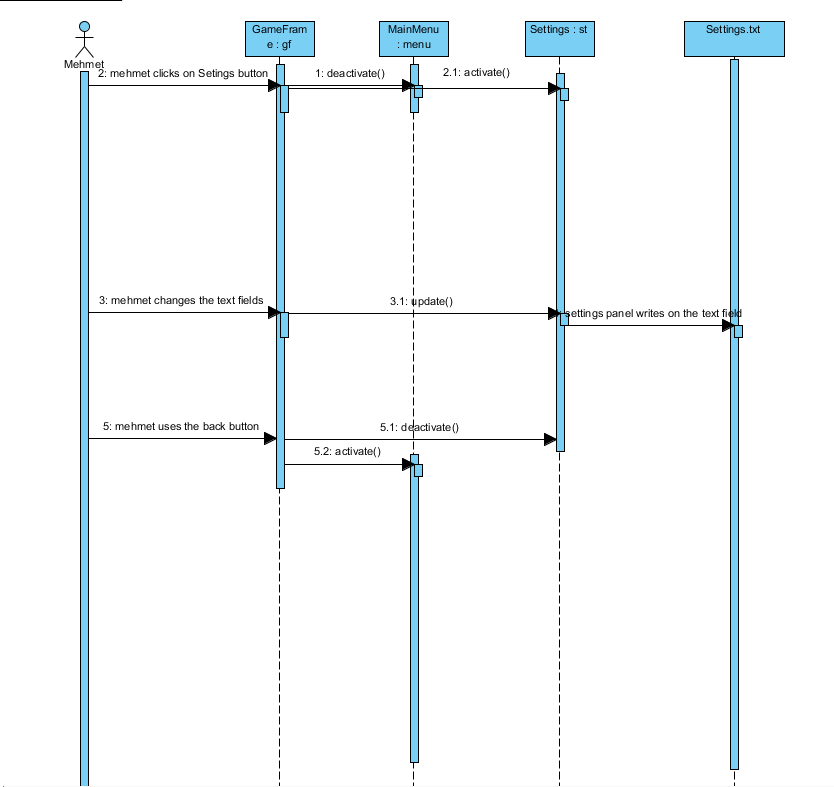 GameFram
e : gf
MainMenu
: menu
Settings : st
Settings.txt
Mehmet
2: mehmet clicks on Setings button
1: deactivate()
2.1: activate()
3: mehmet changes the text fields
3.1: update()
settings panel writes on the text field
5: mehmet uses the back button
5.1: deactivate()
5.2: activate()